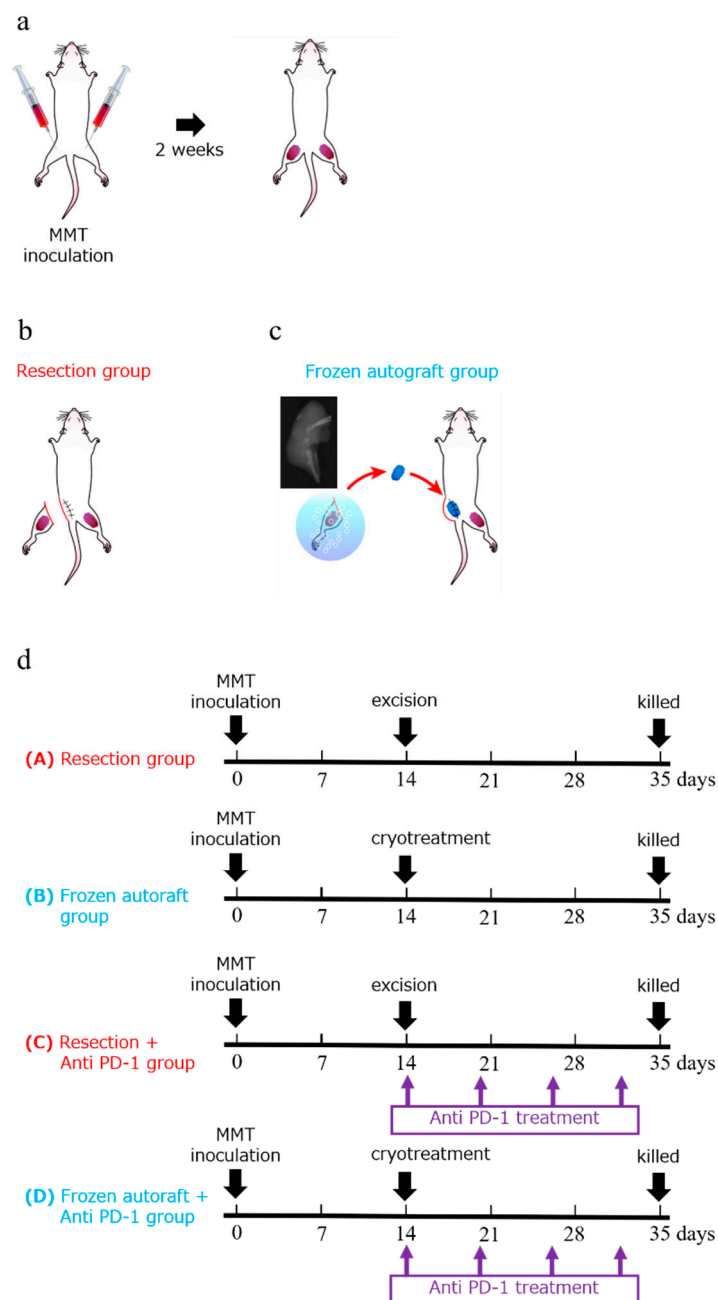 a
2 weeks
MMT
inoculation
b
c
Resection group
Frozen autograft group
d
MMT
inoculation
excision
killed
(A) Resection group
0 7 14 21 28 35 days
MMT
inoculation
cryotreatment
killed
(B) Frozen autoraft
group
0 7 14 21 28 35 days
MMT
inoculation
excision
killed
(C) Resection +
Anti PD-1 group
0 7 14 21 28 35 days
Anti PD-1 treatment
MMT
inoculation
cryotreatment
killed
(D) Frozen autoraft +
Anti PD-1 group
0 7 14 21 28 35 days
Anti PD-1 treatment